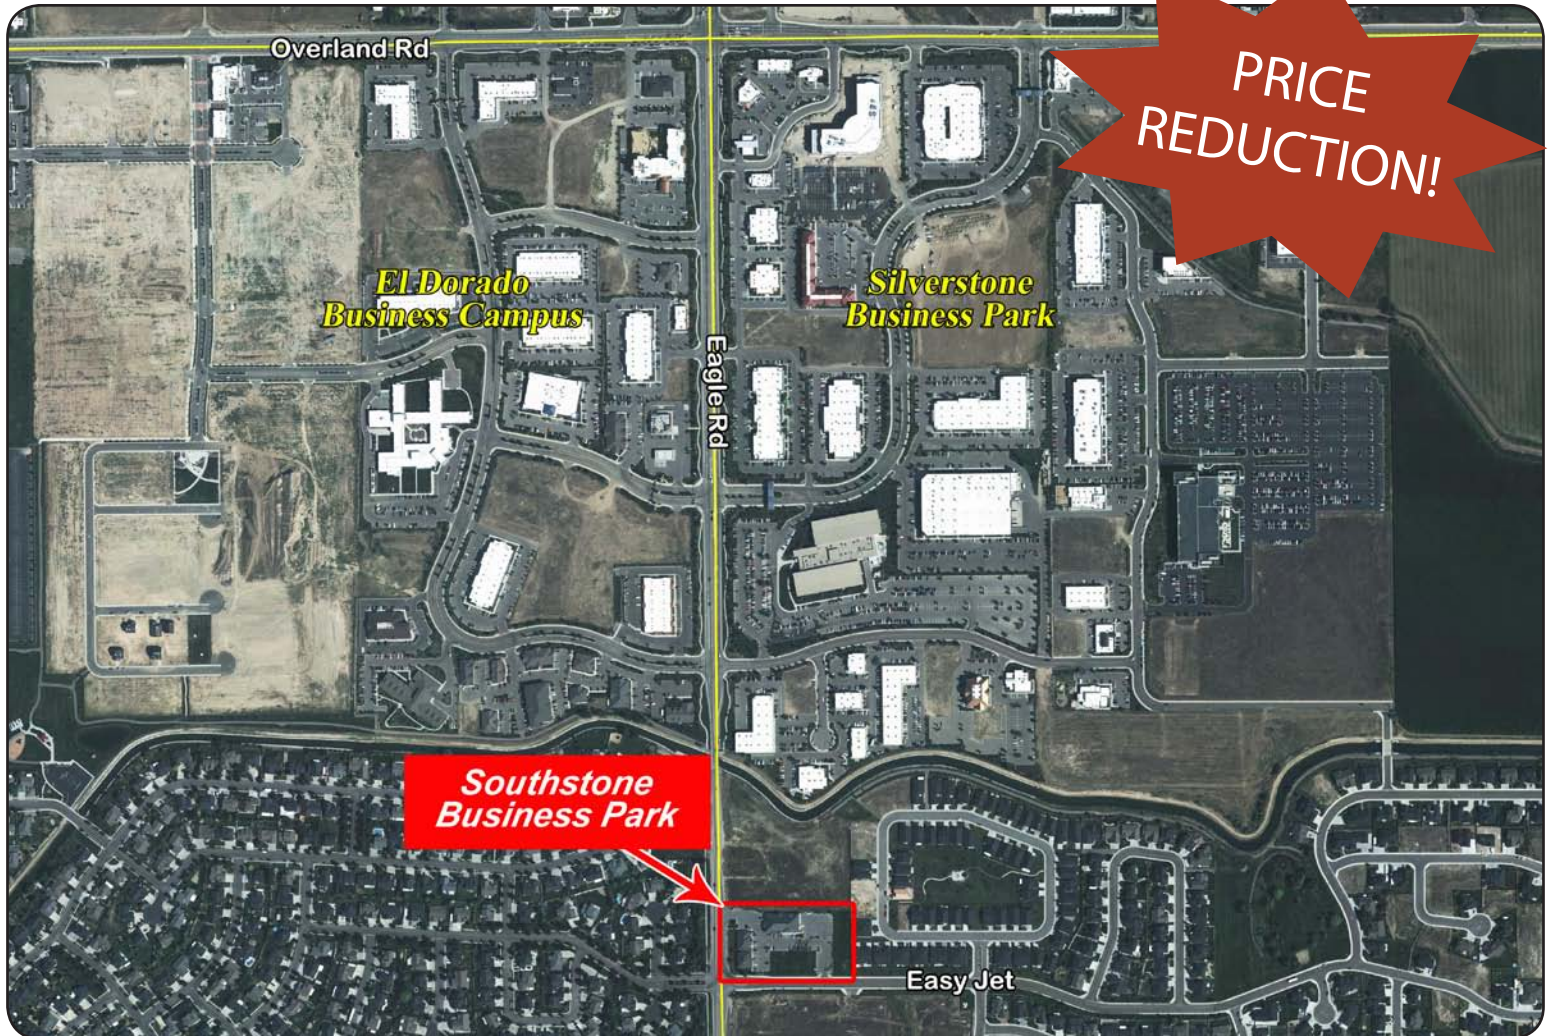 Overland Rd
PRICE
REDUCTION!
El Dorado
Business Campus
Silverstone
Business Park
Eagle Rd
Southstone
Business Park
Easy Jet